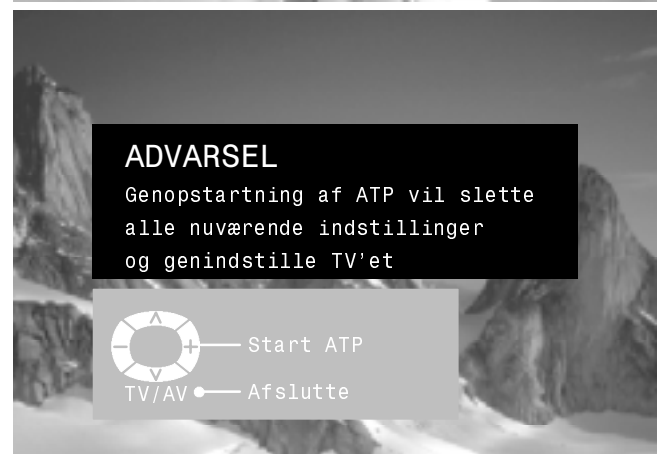 ADVARSEL
Genopstartning af ATP vil slette
alle nuværende indstillinger
og genindstille TV’et
Start ATP
TV/AV Afslutte